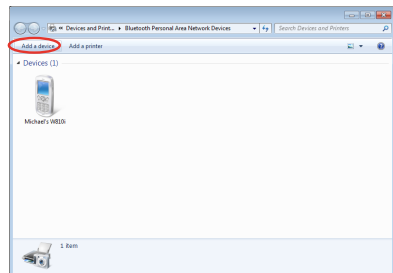 « Devices and Print... ▸ Bluetooth Personal Area Network Devices
Search Devices and Printers
Add a device
Add a printer
Devices (1)
Michael's W810i
1 item